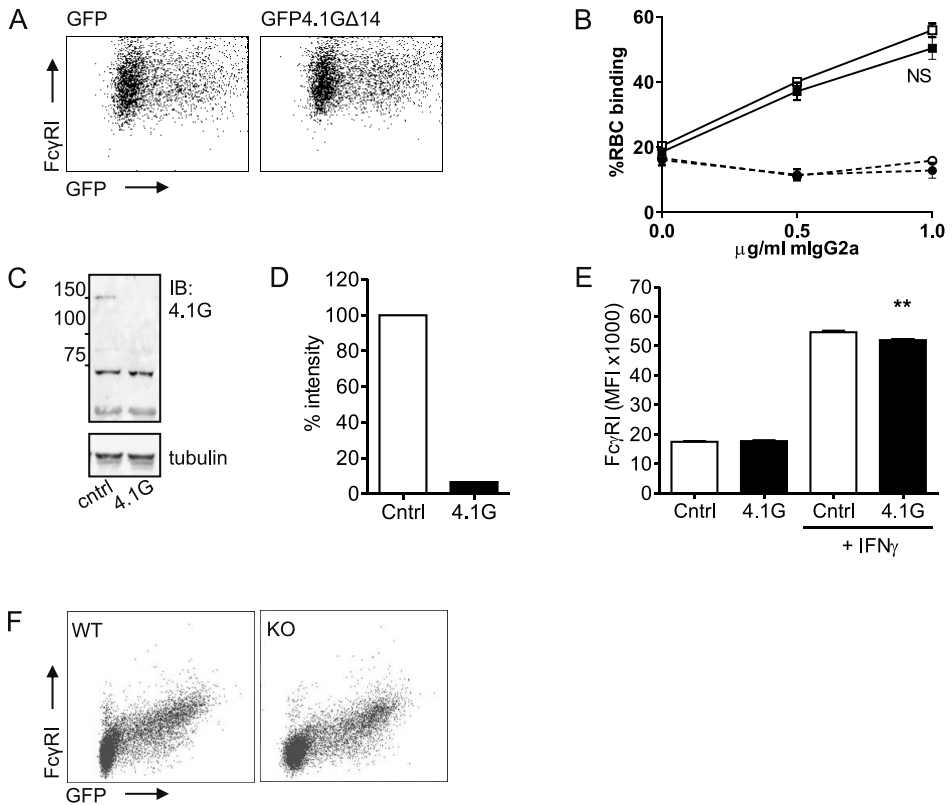 A
GFP
GFP4.1GΔ14
FcγRI
GFP
B
%RBC binding
60
40
20
0
0.0
0.5
1.0
NS
μg/ml mIgG2a
C
150
100
75
IB:
4.1G
tubulin
cntrl
4.1G
D
% intensity
120
100
80
60
40
20
0
Cntrl
4.1G
E
FcγRI (MFI x1000)
70
60
50
40
30
20
10
0
**
Cntrl
4.1G
Cntrl
4.1G
+ IFNγ
F
WT
KO
FcγRI
GFP